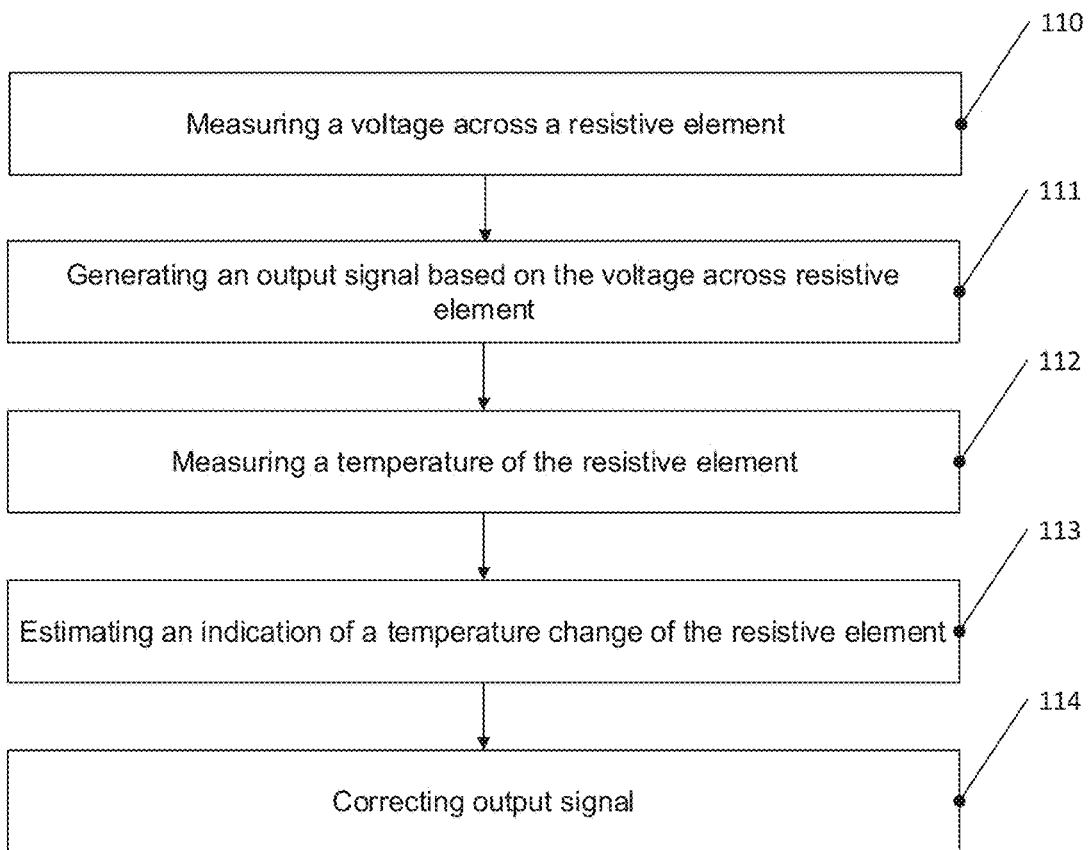 110
Measuring a voltage across a resistive element
111
Generating an output signal based on the voltage across resistive
element
112
Measuring a temperature of the resistive element
113
Estimating an indication of a temperature change of the resistive element
114
Correcting output signal